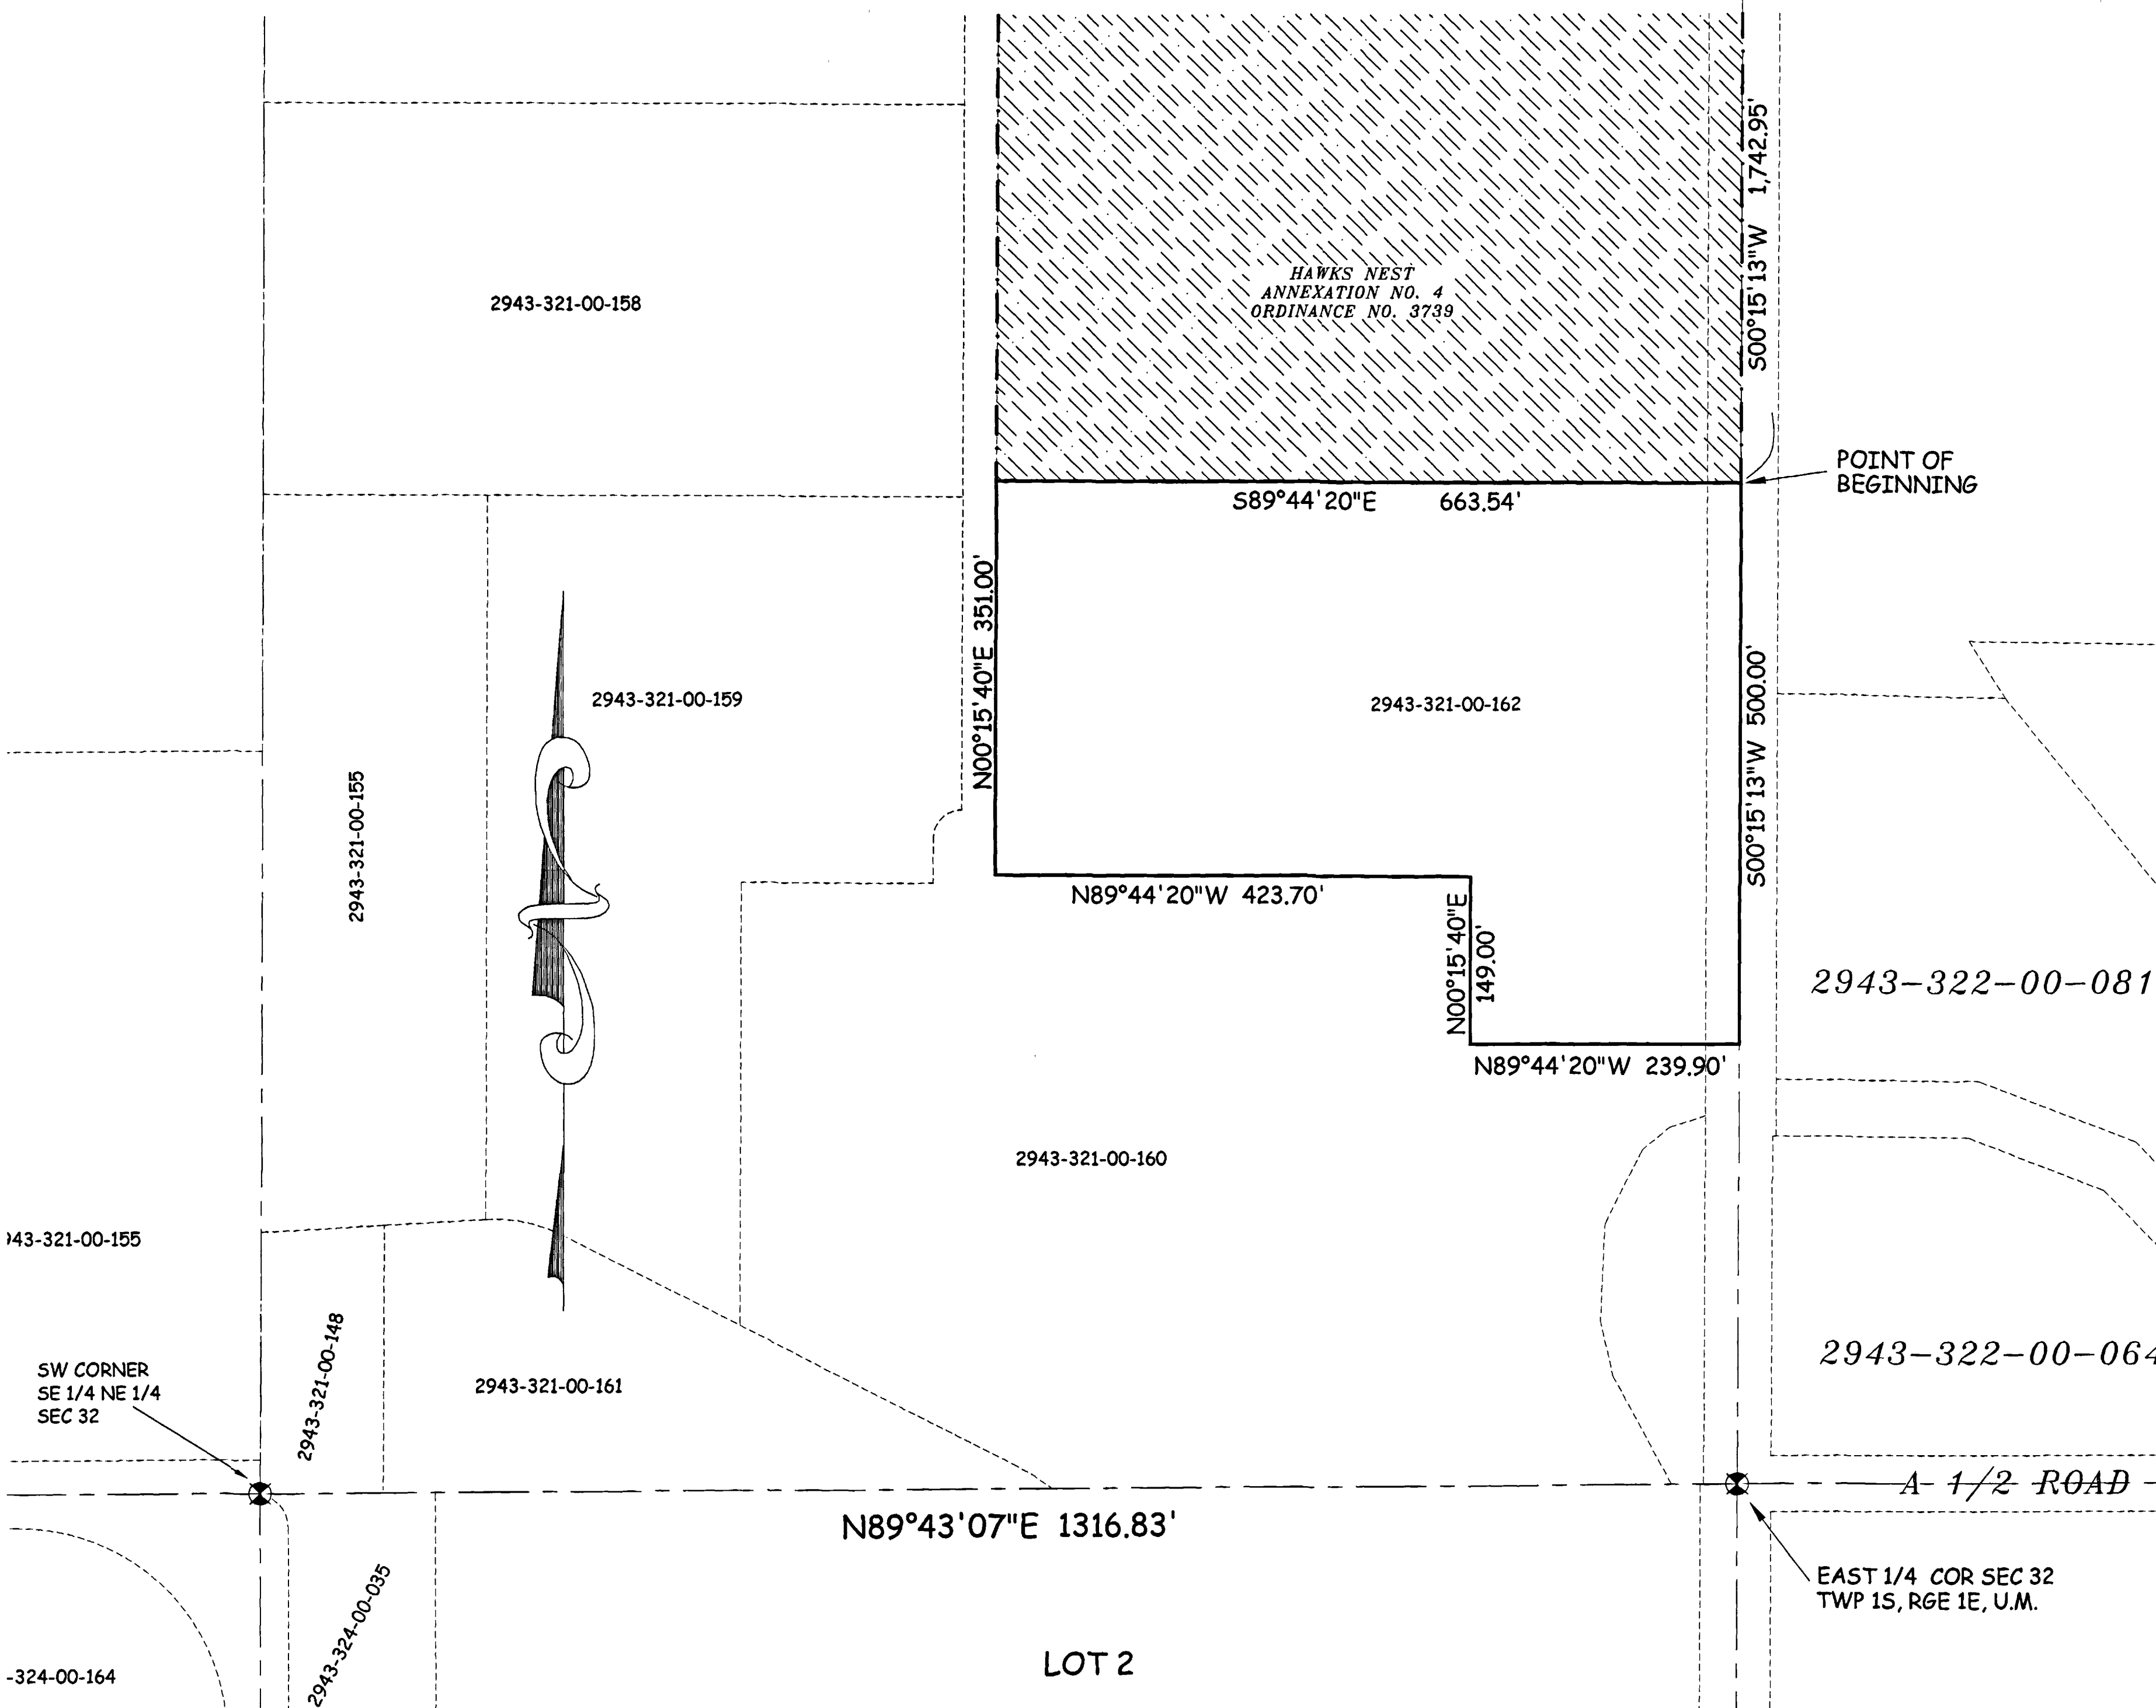 S00°15'13"W 1,742.95'
2943-321-00-158
HAWKS NEST
ANNEXATION NO. 4
ORDINANCE NO. 3739
POINT OF
BEGINNING
S89°44'20"E 663.54'
N00°15'40"E 351.00'
2943-321-00-159
2943-321-00-162
S00°15'13"W 500.00'
2943-321-00-155
N89°44'20"W 423.70'
N00°15'40"E
149.00'
2943-322-00-081
N89°44'20"W 239.90'
2943-321-00-160
943-321-00-155
2943-321-00-148
2943-322-00-064
SW CORNER
SE 1/4 NE 1/4
SEC 32
2943-321-00-161
A 1/2 ROAD
N89°43'07"E 1316.83'
EAST 1/4 COR SEC 32
TWP 1S, RGE 1E, U.M.
2943-324-00-035
LOT 2
-324-00-164